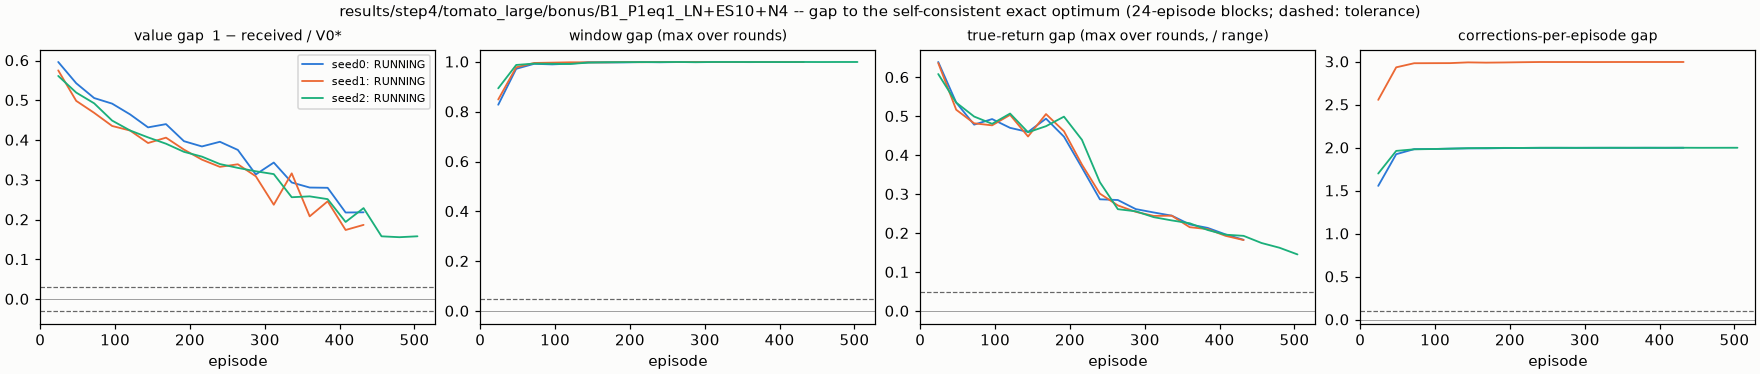 results/step4/tomato_large/bonus/B1_P1eq1_LN+ES10+N4 -- gap to the self-consistent exact optimum (24-episode blocks; dashed: tolerance)
value gap 1 − received / V0*
0.6
0.5
0.4
0.3
0.2
0.1
0.0
0 100 200 300 400 500
episode
seed0: RUNNING
seed1: RUNNING
seed2: RUNNING
window gap (max over rounds)
1.0
0.8
0.6
0.4
0.2
0.0
0 100 200 300 400 500
episode
true-return gap (max over rounds, / range)
0.6
0.5
0.4
0.3
0.2
0.1
0.0
0 100 200 300 400 500
episode
corrections-per-episode gap
3.0
2.5
2.0
1.5
1.0
0.5
0.0
0 100 200 300 400 500
episode